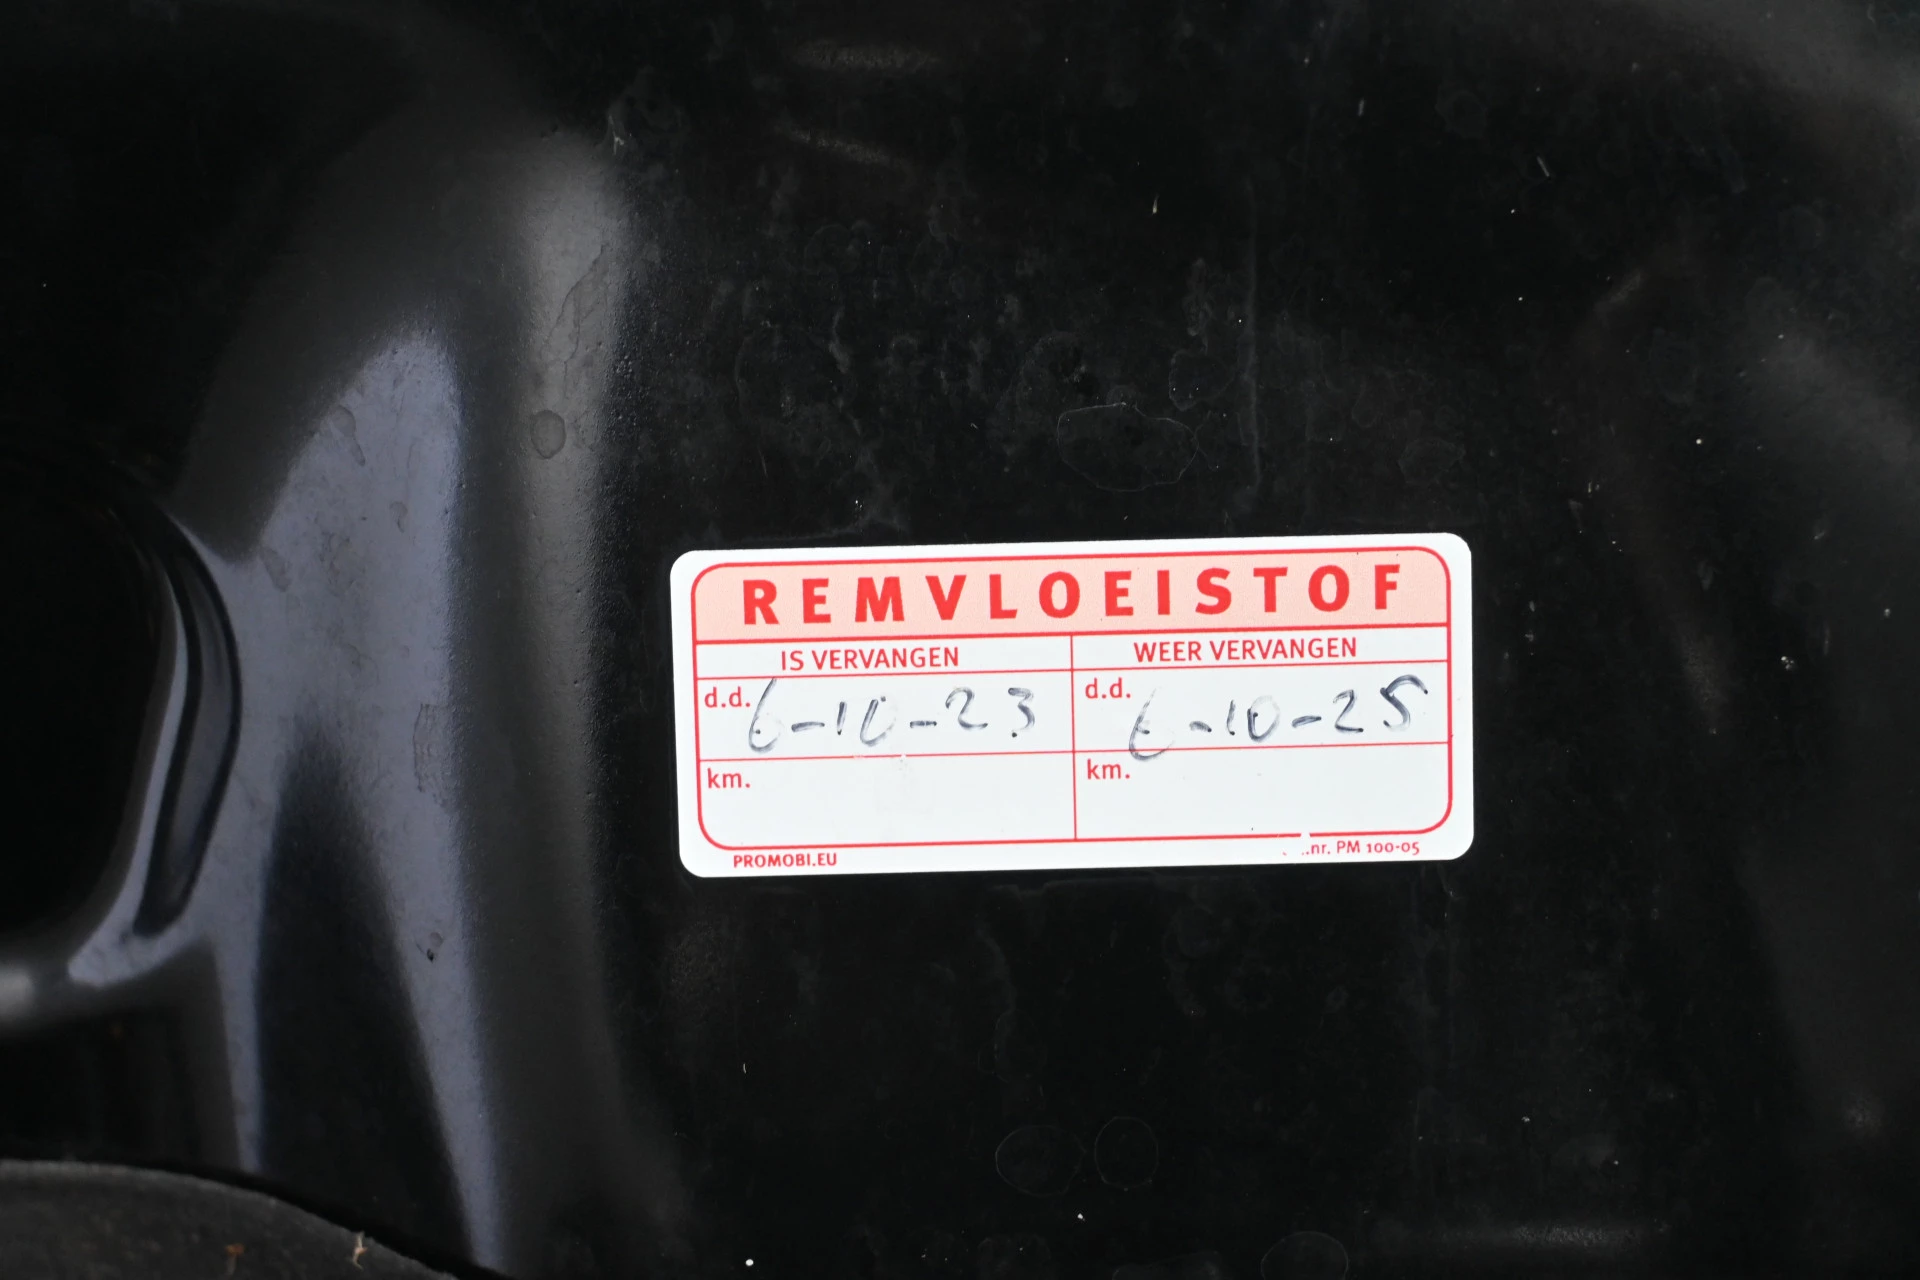 REMVLOEISTOF
IS VERVANGEN WEER VERVANGEN
d.d. 6-10-23 d.d. 6-10-25
km. km.
PROMOBI.EU nr. PM 100-05